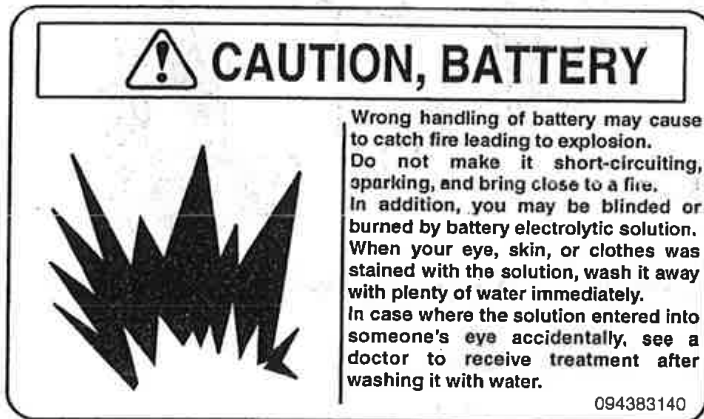 CAUTION, BATTERY
Wrong handling of battery may cause
to catch fire leading to explosion.
Do not make it short-circuiting,
sparking, and bring close to a fire.
In addition, you may be blinded or
burned by battery electrolytic solution.
When your eye, skin, or clothes was
stained with the solution, wash it away
with plenty of water immediately.
In case where the solution entered into
someone's eye accidentally, see a
doctor to receive treatment after
washing it with water.
094383140